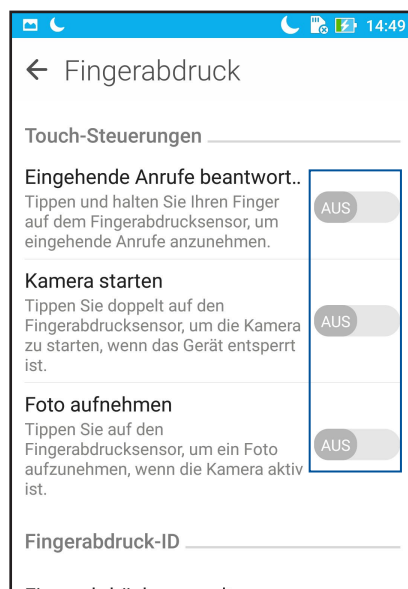 14:49
Fingerabdruck
Touch-Steuerungen
Eingehende Anrufe beantwort..
Tippen und halten Sie Ihren Finger
auf dem Fingerabdrucksensor, um
eingehende Anrufe anzunehmen.
AUS
Kamera starten
Tippen Sie doppelt auf den
Fingerabdrucksensor, um die Kamera
zu starten, wenn das Gerät entsperrt
ist.
AUS
Foto aufnehmen
Tippen Sie auf den
Fingerabdrucksensor, um ein Foto
aufzunehmen, wenn die Kamera aktiv
ist.
AUS
Fingerabdruck-ID